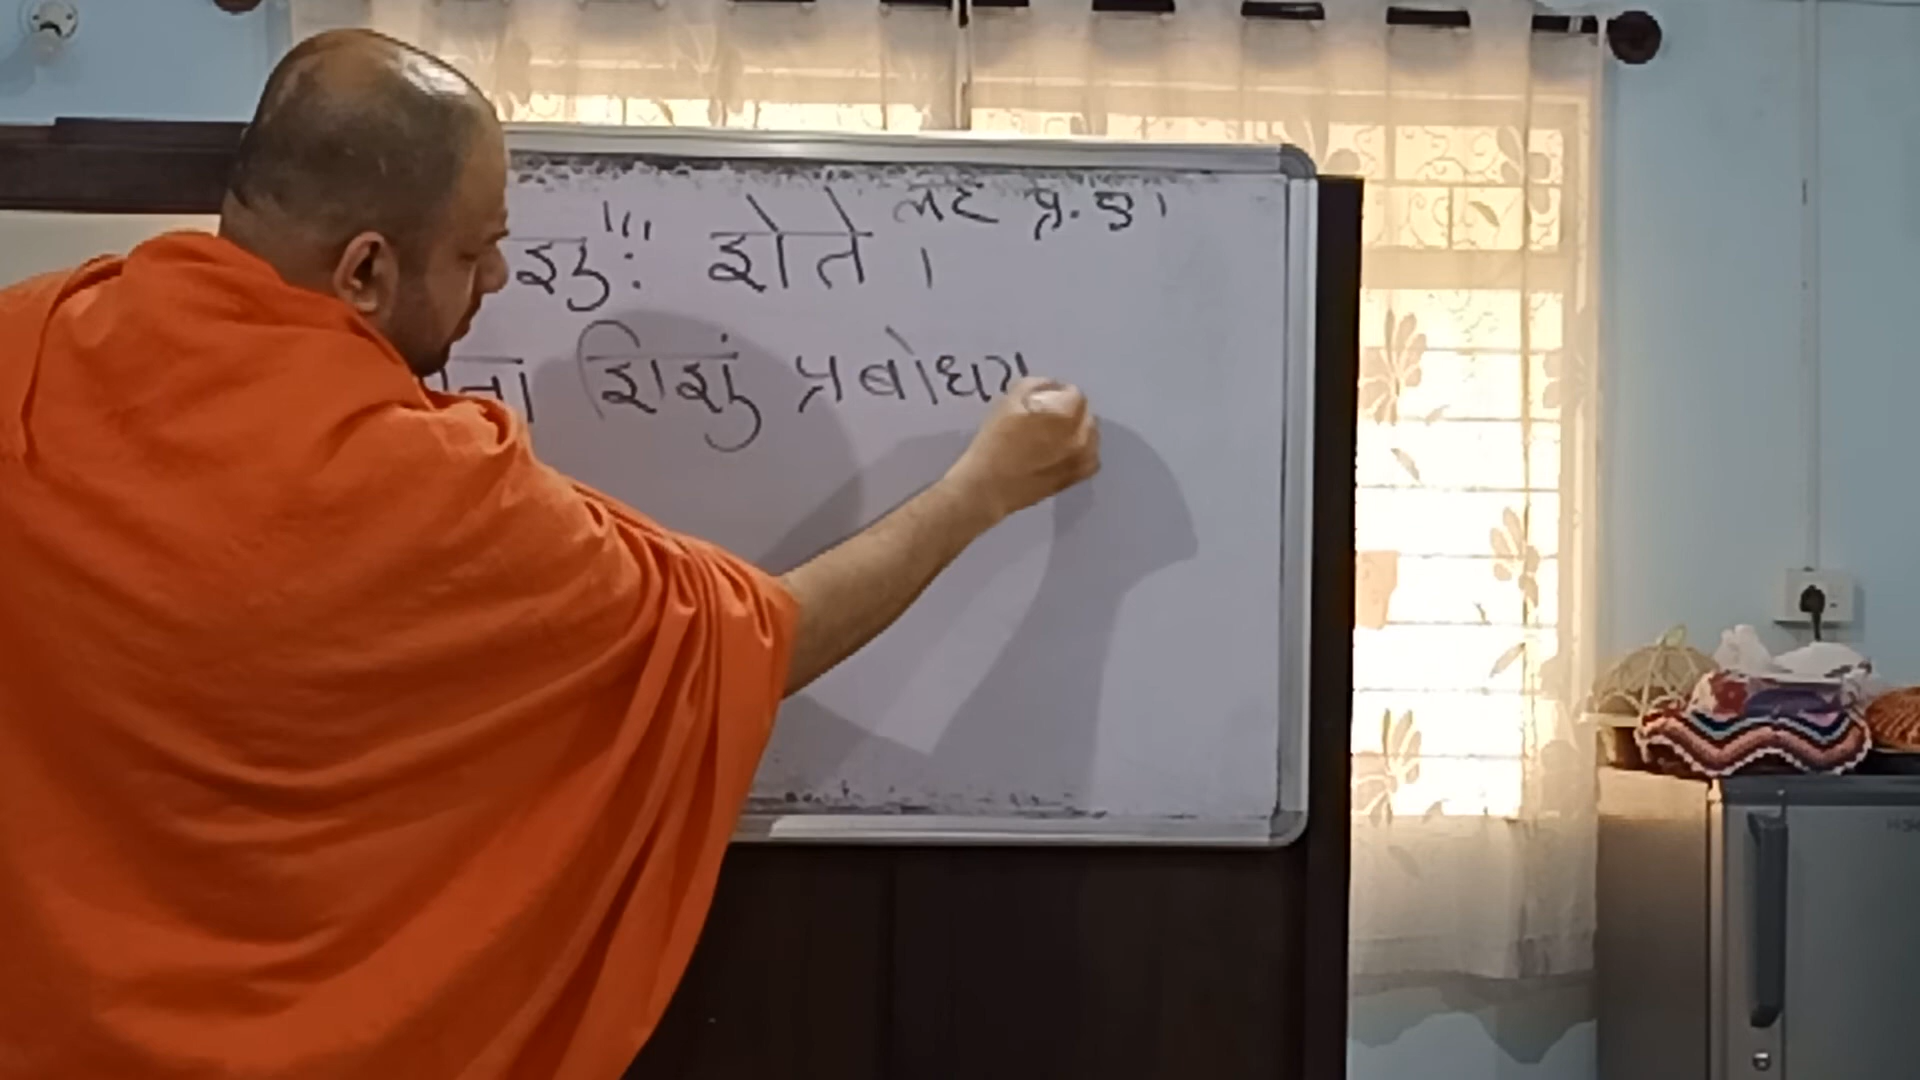 लट् प्र. ए।
शुः''' शेते ।
शिशुं प्रबोधय